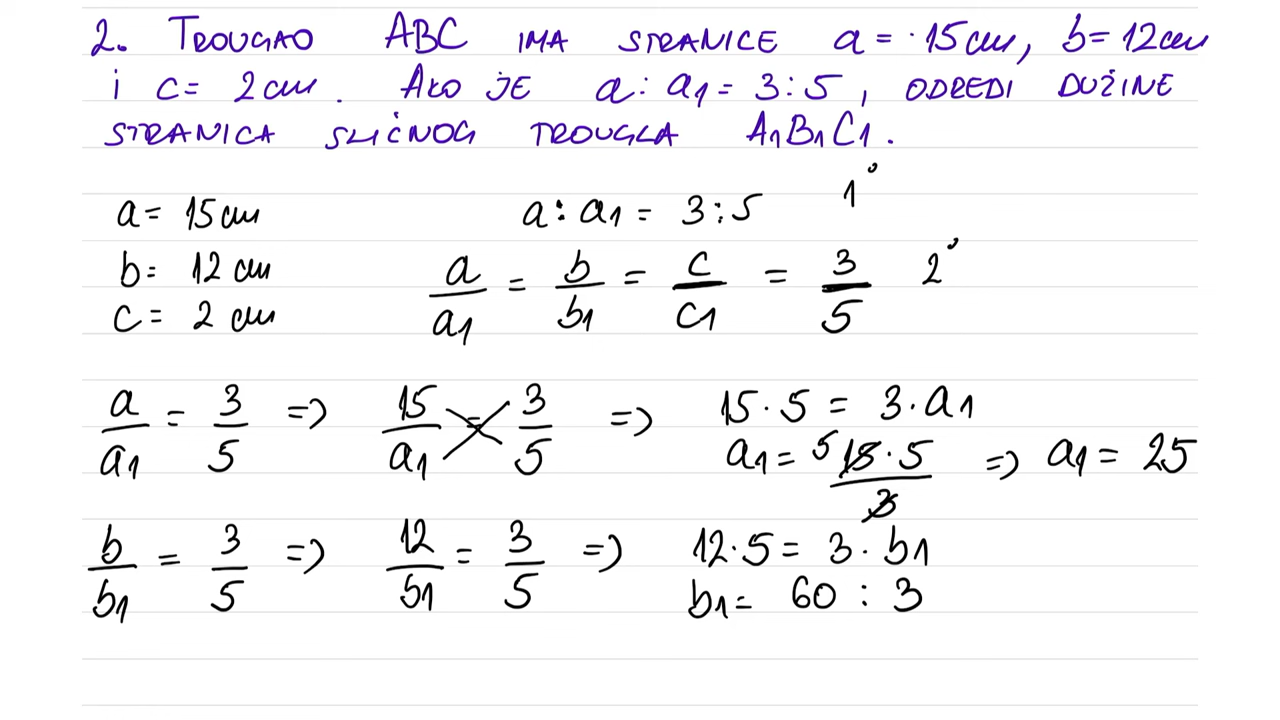 2. TROUGAO ABC IMA STRANICE a = 15cm, b = 12cm
i c = 2cm. AKO JE a : a1 = 3 : 5, ODREDI DUŽINE
STRANICA SLIČNOG TROUGLA A1B1C1.
a = 15cm a : a1 = 3 : 5 1°
b = 12 cm a/a1 = b/b1 = c/c1 = 3/5 2°
c = 2 cm
a/a1 = 3/5 => 15/a1 = 3/5 => 15 · 5 = 3 · a1
a1 = 5 15 · 5/3 => a1 = 25
b/b1 = 3/5 => 12/b1 = 3/5 => 12 · 5 = 3 · b1
b1 = 60 : 3